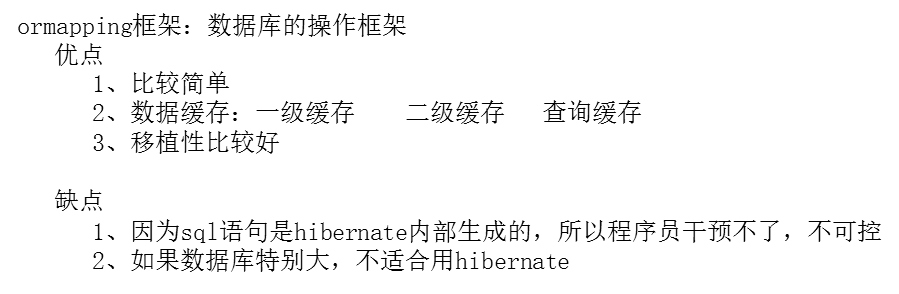 ormapping框架：数据库的操作框架
优点
1、比较简单
2、数据缓存：一级缓存 二级缓存 查询缓存
3、移植性比较好
缺点
1、因为sql语句是hibernate内部生成的，所以程序员干预不了，不可控
2、如果数据库特别大，不适合用hibernate